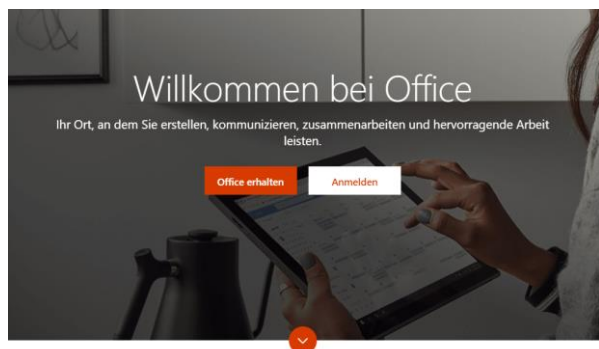 Willkommen bei Office
Ihr Ort, an dem Sie erstellen, kommunizieren, zusammenarbeiten und hervorragende Arbeit
leisten.
Office erhalten
Anmelden